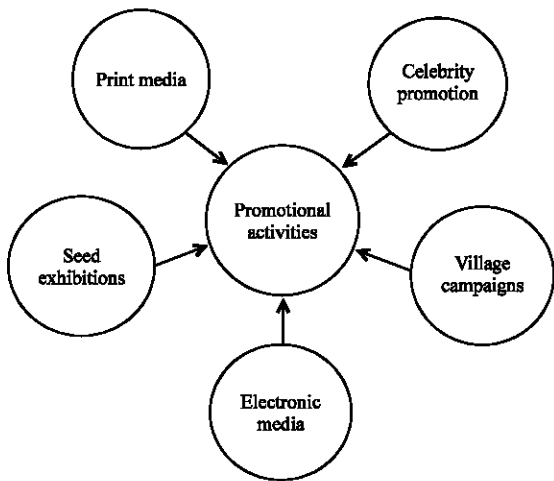 Print media
Celebrity
promotion
Promotional
activities
Seed
exhibitions
Village
campaigns
Electronic
media